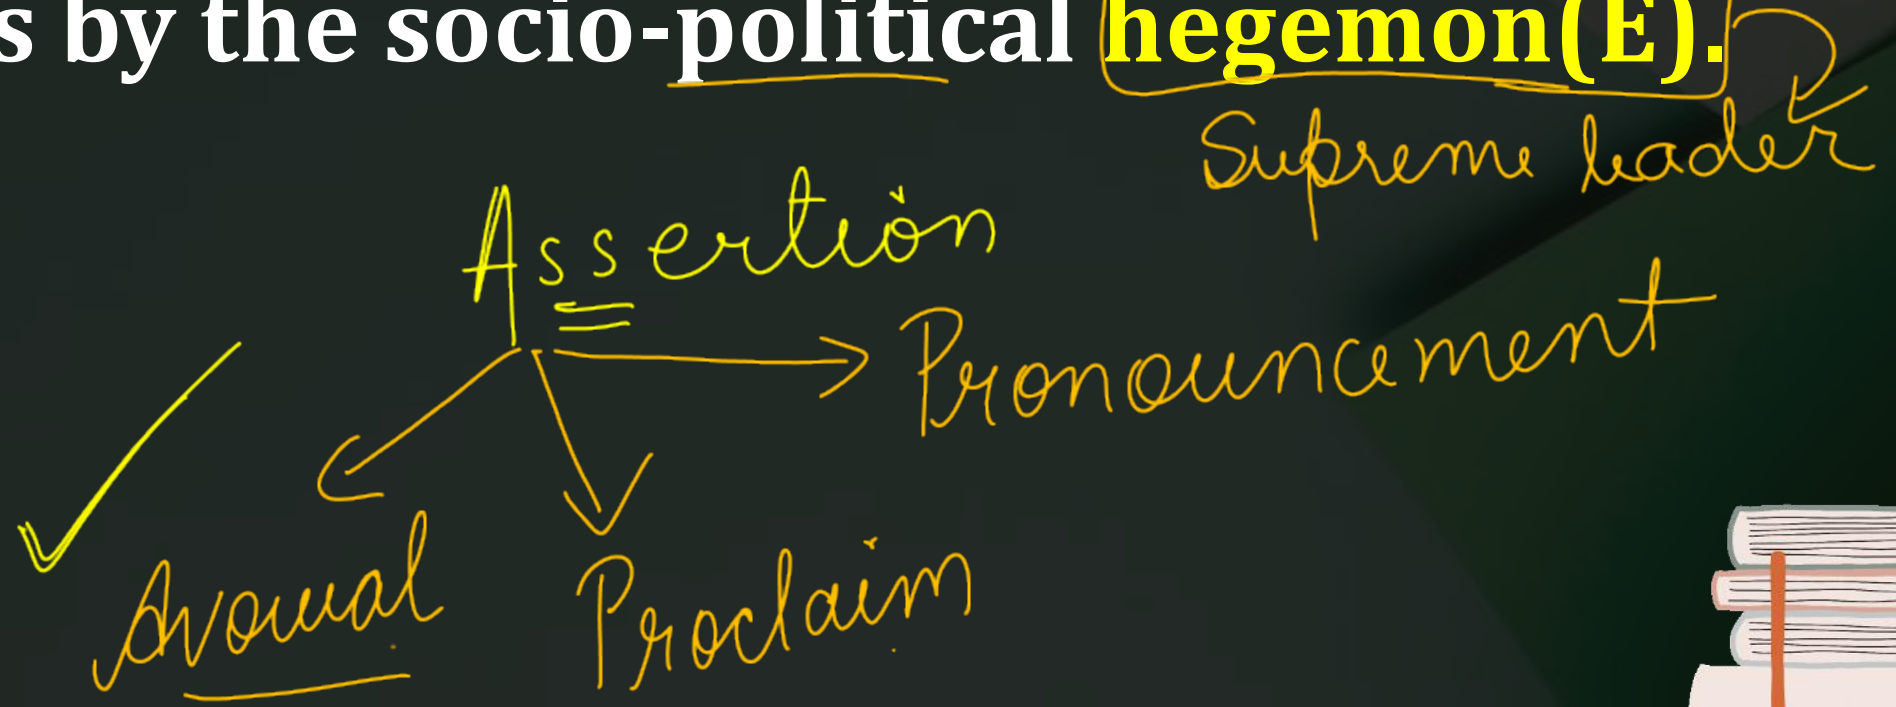 s by the socio-political hegemon(E).
Supreme leader
Assertion
Pronouncement
Avowal Proclaim